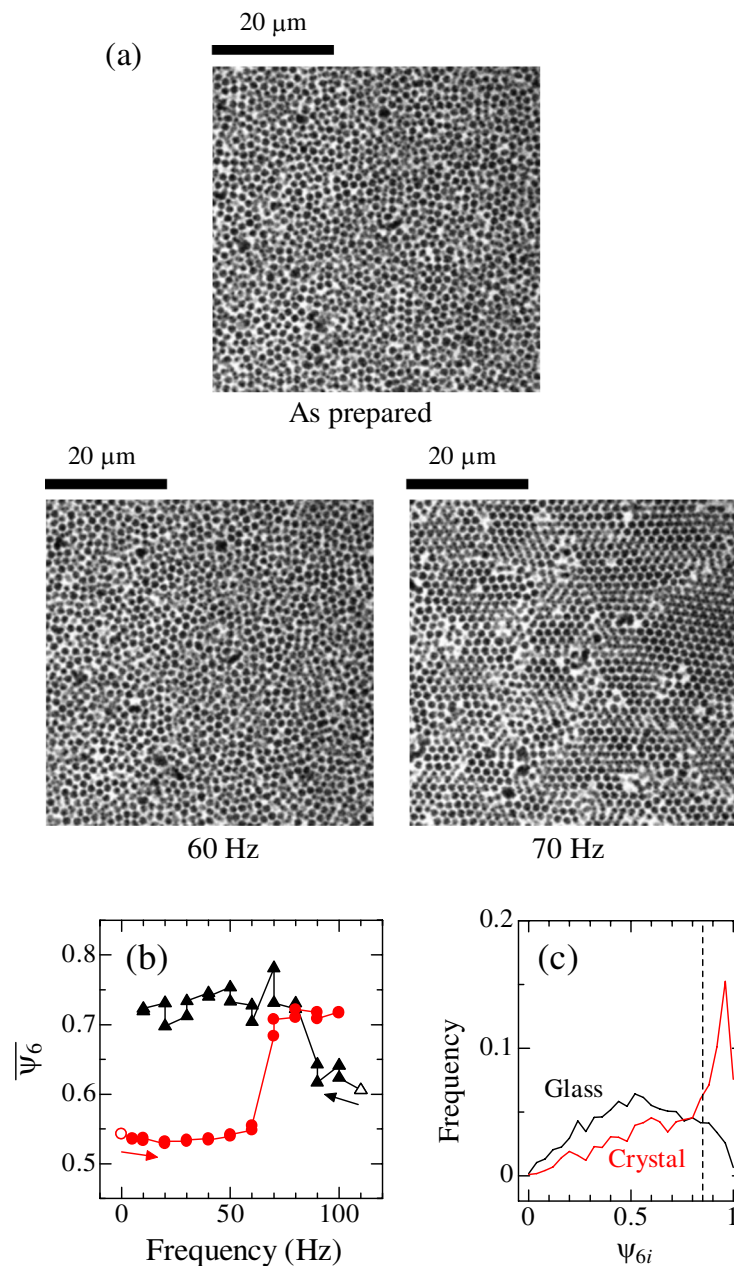 20 μm
(a)
As prepared
20 μm 20 μm
60 Hz 70 Hz
(b)
0.8
0.7
0.6
0.5
ψ6
0 50 100
Frequency (Hz)
(c)
0.2
0.1
0
Frequency
Glass
Crystal
0 0.5 1
ψ6i